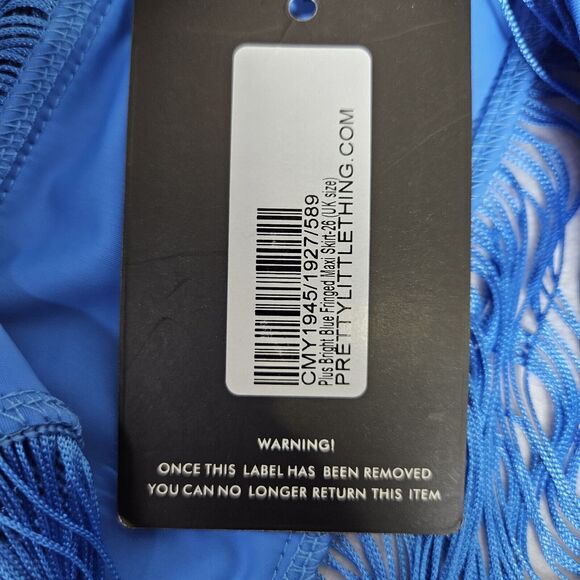 CMY1945/1927/589
Plus Bright Blue Fringed Maxi Skirt-26 (UK size)
PRETTYLITTLETHING.COM
WARNING!
ONCE THIS LABEL HAS BEEN REMOVED
YOU CAN NO LONGER RETURN THIS ITEM